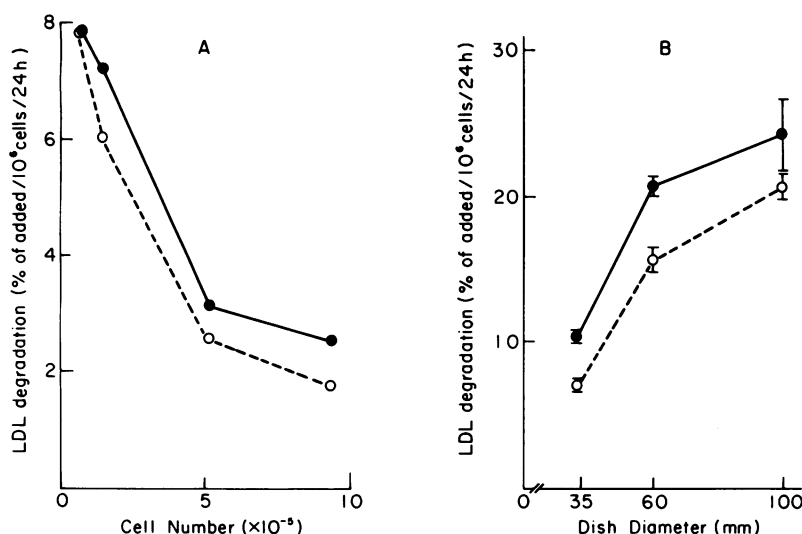 A
LDL degradation (% of added/10⁶cells/24h)
8
6
4
2
0 5 10
Cell Number (×10⁻⁵)
B
LDL degradation (% of added/10⁶cells/24h)
30
20
10
0 35 60 100
Dish Diameter (mm)